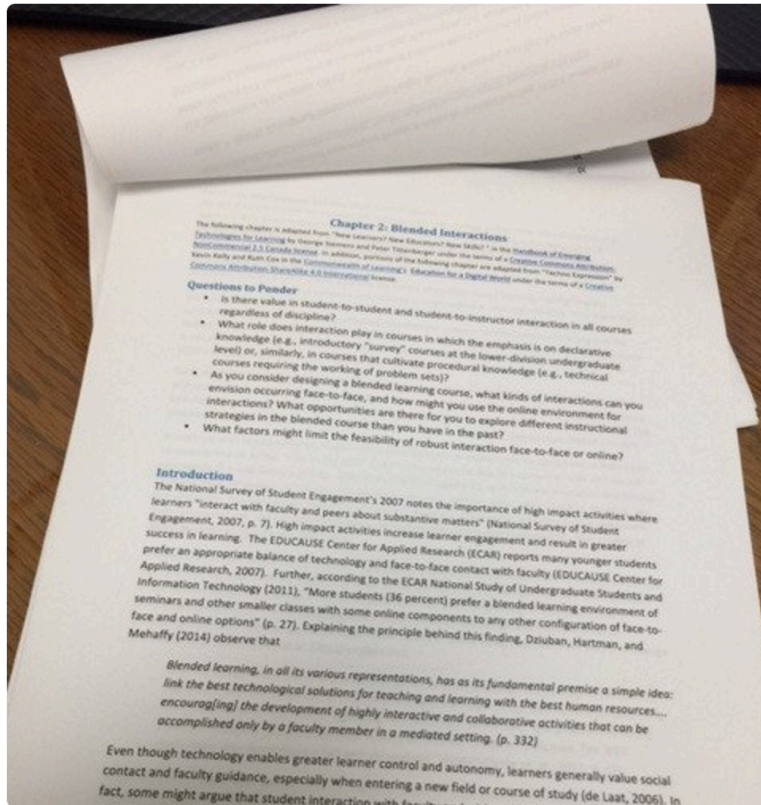 Chapter 2: Blended Interactions
The following chapter is adapted from "New Learners? New Educators? New Skills?" in the Handbook of Emerging
Technologies for Learning by George Siemens and Peter Tittenberger under the terms of a Creative Commons Attribution-
NonCommercial 2.5 Canada license. In addition, portions of the following chapter are adapted from "Techno Expression" by
Kevin Kelly and Ruth Cox in the Commonwealth of Learning's Education for a Digital World under the terms of a Creative
Commons Attribution-ShareAlike 4.0 International license.
Questions to Ponder
• Is there value in student-to-student and student-to-instructor interaction in all courses
regardless of discipline?
• What role does interaction play in courses in which the emphasis is on declarative
knowledge (e.g., introductory "survey" courses at the lower-division undergraduate
level) or, similarly, in courses that cultivate procedural knowledge (e.g., technical
courses requiring the working of problem sets)?
• As you consider designing a blended learning course, what kinds of interactions can you
envision occurring face-to-face, and how might you use the online environment for
interactions? What opportunities are there for you to explore different instructional
strategies in the blended course than you have in the past?
• What factors might limit the feasibility of robust interaction face-to-face or online?
Introduction
The National Survey of Student Engagement's 2007 notes the importance of high impact activities where
learners "interact with faculty and peers about substantive matters" (National Survey of Student
Engagement, 2007, p. 7). High impact activities increase learner engagement and result in greater
success in learning. The EDUCAUSE Center for Applied Research (ECAR) reports many younger students
prefer an appropriate balance of technology and face-to-face contact with faculty (EDUCAUSE Center for
Applied Research, 2007). Further, according to the ECAR National Study of Undergraduate Students and
Information Technology (2011), "More students (36 percent) prefer a blended learning environment of
seminars and other smaller classes with some online components to any other configuration of face-to-
face and online options" (p. 27). Explaining the principle behind this finding, Dziuban, Hartman, and
Mehaffy (2014) observe that
Blended learning, in all its various representations, has as its fundamental premise a simple idea:
link the best technological solutions for teaching and learning with the best human resources....
encourag[ing] the development of highly interactive and collaborative activities that can be
accomplished only by a faculty member in a mediated setting. (p. 332)
Even though technology enables greater learner control and autonomy, learners generally value social
contact and faculty guidance, especially when entering a new field or course of study (de Laat, 2006). In
fact, some might argue that student interaction with